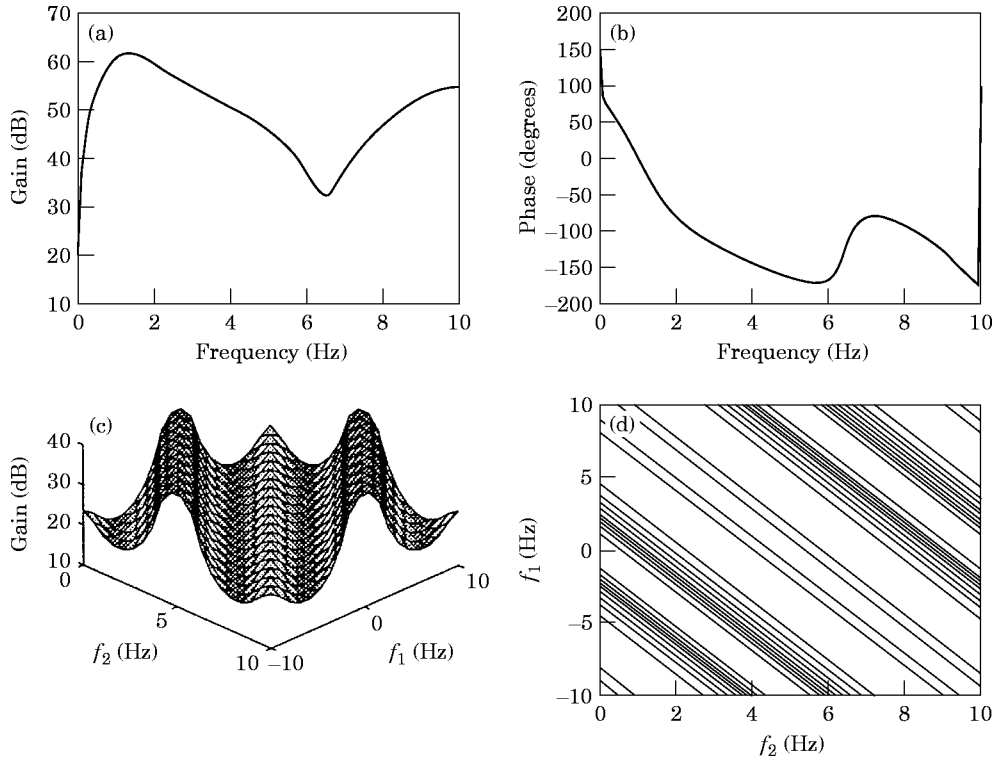 (a)
Gain (dB)
70
60
50
40
30
20
10
0 2 4 6 8 10
Frequency (Hz)
(b)
Phase (degrees)
200
150
100
50
0
–50
–100
–150
–200
0 2 4 6 8 10
Frequency (Hz)
(c)
Gain (dB)
40
30
20
10
0
5
10
f2 (Hz)
–10
0
10
f1 (Hz)
(d)
f1 (Hz)
10
5
0
–5
–10
0 2 4 6 8 10
f2 (Hz)